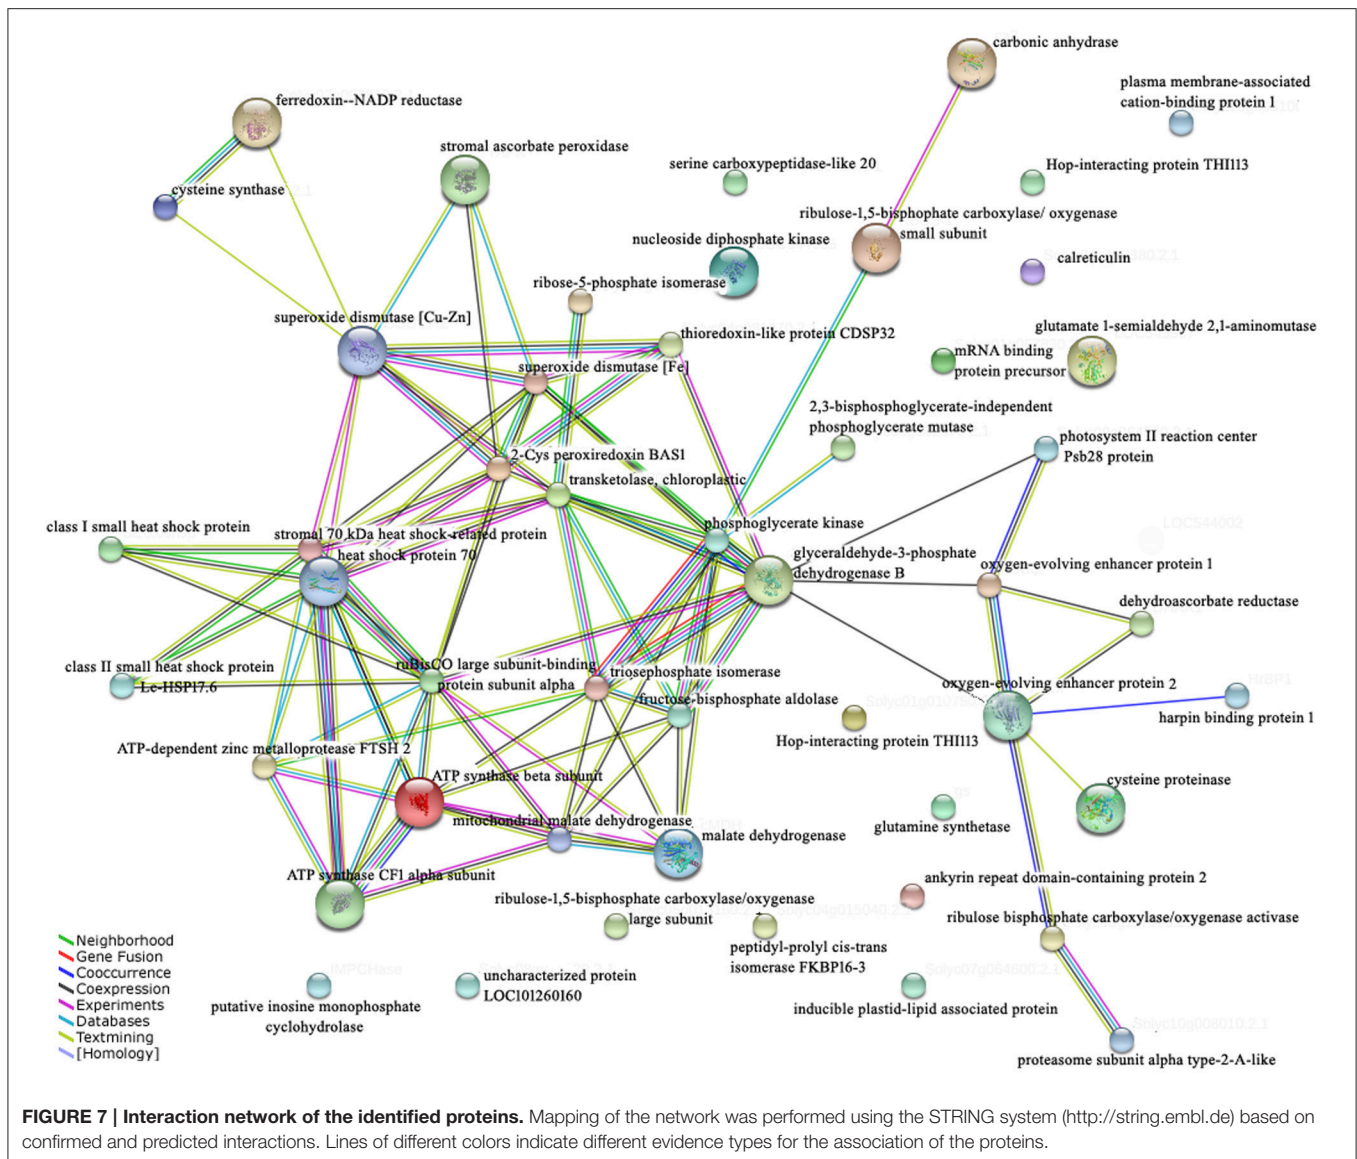 carbonic anhydrase
plasma membrane-associated
cation-binding protein 1
ferredoxin--NADP reductase
stromal ascorbate peroxidase
serine carboxypeptidase-like 20
Hop-interacting protein THI113
cysteine synthase
ribulose-1,5-bisphophate carboxylase/ oxygenase
small subunit
nucleoside diphosphate kinase
calreticulin
ribose-5-phosphate isomerase
superoxide dismutase [Cu-Zn]
thioredoxin-like protein CDSP32
glutamate 1-semialdehyde 2,1-aminomutase
mRNA binding
protein precursor
superoxide dismutase [Fe]
2,3-bisphosphoglycerate-independent
phosphoglycerate mutase
photosystem II reaction center
Psb28 protein
2-Cys peroxiredoxin BAS1
transketolase, chloroplastic
class I small heat shock protein
stromal 70 kDa heat shock-related protein
heat shock protein 70
phosphoglycerate kinase
LOC544002
glyceraldehyde-3-phosphate
dehydrogenase B
oxygen-evolving enhancer protein 1
dehydroascorbate reductase
class II small heat shock protein
Le-HSP17.6
ruBisCO large subunit-binding
protein subunit alpha
triosephosphate isomerase
fructose-bisphosphate aldolase
oxygen-evolving enhancer protein 2
HrBP1
harpin binding protein 1
Hop-interacting protein THI113
ATP-dependent zinc metalloprotease FTSH 2
ATP synthase beta subunit
cysteine proteinase
mitochondrial malate dehydrogenase
malate dehydrogenase
gs
glutamine synthetase
ATP synthase CF1 alpha subunit
ankyrin repeat domain-containing protein 2
ribulose-1,5-bisphosphate carboxylase/oxygenase
large subunit
Solyc04g015040.2.1
ribulose bisphosphate carboxylase/oxygenase activase
peptidyl-prolyl cis-trans
isomerase FKBP16-3
IMPCHase
putative inosine monophosphate
cyclohydrolase
uncharacterized protein
LOC101260160
Solyc07g064600.2.1
inducible plastid-lipid associated protein
Solyc10g008010.2.1
proteasome subunit alpha type-2-A-like
Neighborhood
Gene Fusion
Cooccurrence
Coexpression
Experiments
Databases
Textmining
[Homology]
FIGURE 7 | Interaction network of the identified proteins. Mapping of the network was performed using the STRING system (http://string.embl.de) based on
confirmed and predicted interactions. Lines of different colors indicate different evidence types for the association of the proteins.